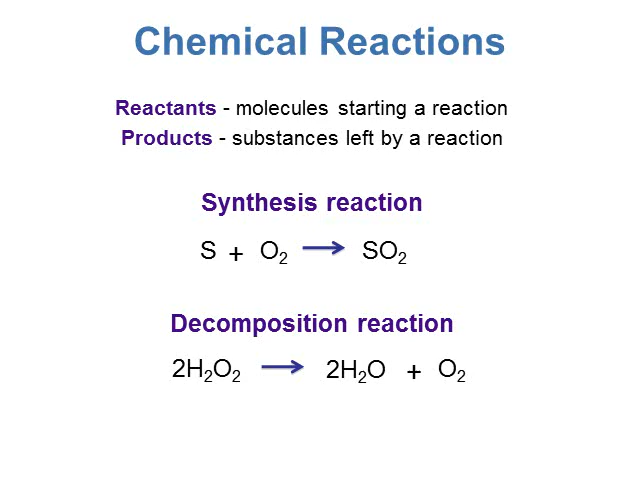 Chemical Reactions
Reactants - molecules starting a reaction
Products - substances left by a reaction
Synthesis reaction
S + O₂ ⟶ SO₂
Decomposition reaction
2H₂O₂ ⟶ 2H₂O + O₂